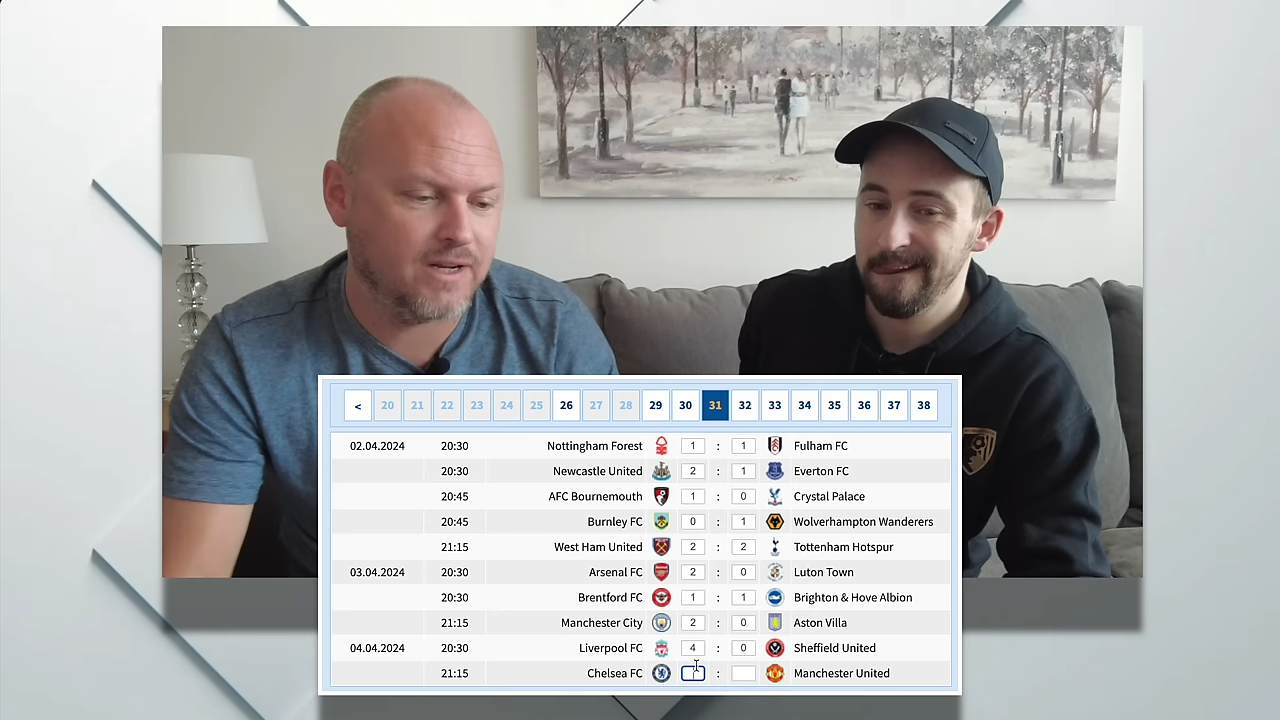 < 20 21 22 23 24 25 26 27 28 29 30 31 32 33 34 35 36 37 38
02.04.2024 20:30 Nottingham Forest 1 : 1 Fulham FC
20:30 Newcastle United 2 : 1 Everton FC
20:45 AFC Bournemouth 1 : 0 Crystal Palace
20:45 Burnley FC 0 : 1 Wolverhampton Wanderers
21:15 West Ham United 2 : 2 Tottenham Hotspur
03.04.2024 20:30 Arsenal FC 2 : 0 Luton Town
20:30 Brentford FC 1 : 1 Brighton & Hove Albion
21:15 Manchester City 2 : 0 Aston Villa
04.04.2024 20:30 Liverpool FC 4 : 0 Sheffield United
21:15 Chelsea FC : Manchester United